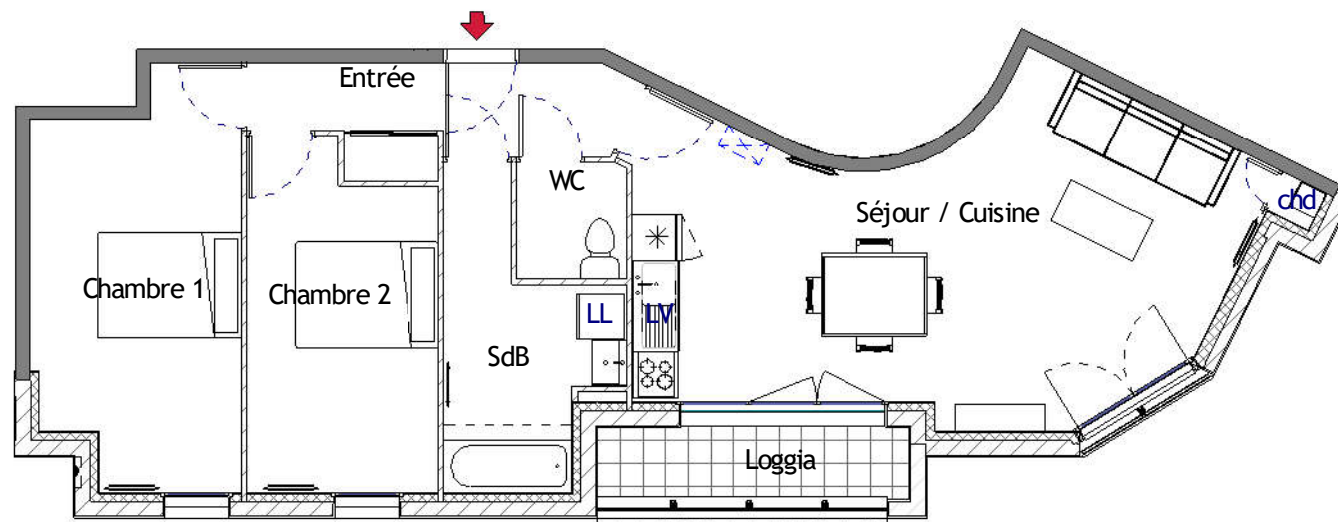 Entrée
WC
Séjour / Cuisine
chd
Chambre 1
Chambre 2
LL
LV
SdB
Loggia